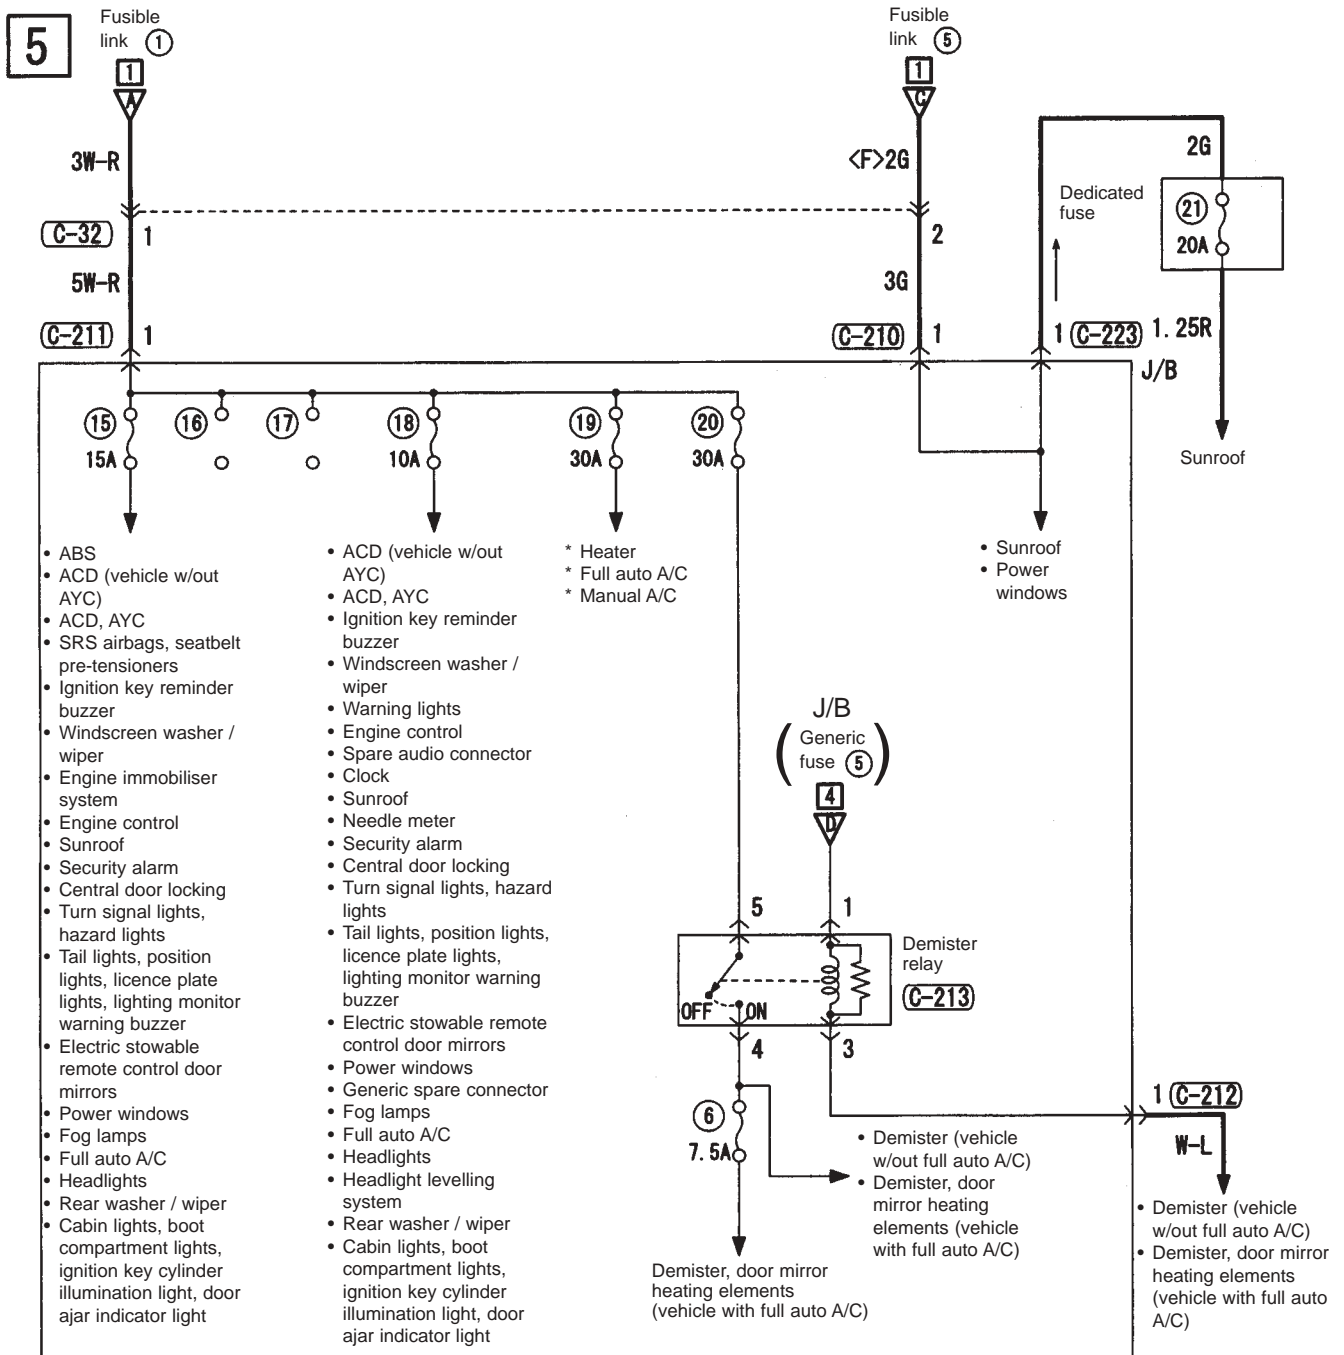 5
Fusible
link ①
1
A
3W-R
C-32 1
5W-R
C-211 1
Fusible
link ⑤
1
C
<F>2G
2
3G
C-210 1
1 C-223
Dedicated
fuse
2G
㉑
20A
1.25R
J/B
Sunroof
⑮
15A
⑯
⑰
⑱
10A
⑲
30A
⑳
30A
• ABS
• ACD (vehicle w/out
AYC)
• ACD, AYC
• SRS airbags, seatbelt
pre-tensioners
• Ignition key reminder
buzzer
• Windscreen washer /
wiper
• Engine immobiliser
system
• Engine control
• Sunroof
• Security alarm
• Central door locking
• Turn signal lights,
hazard lights
• Tail lights, position
lights, licence plate
lights, lighting monitor
warning buzzer
• Electric stowable
remote control door
mirrors
• Power windows
• Fog lamps
• Full auto A/C
• Headlights
• Rear washer / wiper
• Cabin lights, boot
compartment lights,
ignition key cylinder
illumination light, door
ajar indicator light
• ACD (vehicle w/out
AYC)
• ACD, AYC
• Ignition key reminder
buzzer
• Windscreen washer /
wiper
• Warning lights
• Engine control
• Spare audio connector
• Clock
• Sunroof
• Needle meter
• Security alarm
• Central door locking
• Turn signal lights, hazard
lights
• Tail lights, position lights,
licence plate lights,
lighting monitor warning
buzzer
• Electric stowable remote
control door mirrors
• Power windows
• Generic spare connector
• Fog lamps
• Full auto A/C
• Headlights
• Headlight levelling
system
• Rear washer / wiper
• Cabin lights, boot
compartment lights,
ignition key cylinder
illumination light, door
ajar indicator light
* Heater
* Full auto A/C
* Manual A/C
• Sunroof
• Power
windows
J/B
(Generic
fuse ⑤)
4
D
5
1
Demister
relay
C-213
OFF
ON
4
3
⑥
7.5A
Demister, door mirror
heating elements
(vehicle with full auto A/C)
• Demister (vehicle
w/out full auto A/C)
• Demister, door
mirror heating
elements (vehicle
with full auto A/C)
1 C-212
W-L
• Demister (vehicle
w/out full auto A/C)
• Demister, door mirror
heating elements
(vehicle with full auto
A/C)